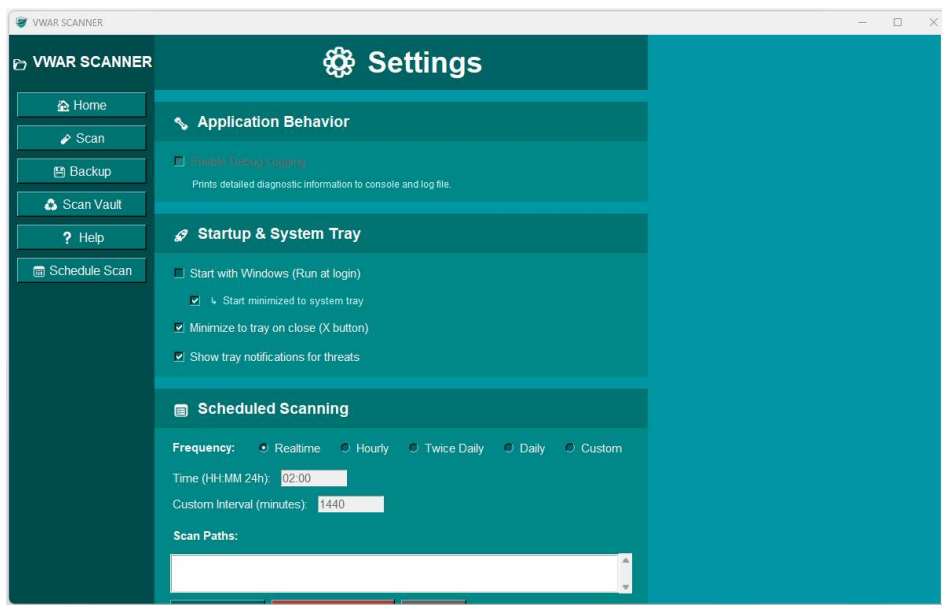 VWAR SCANNER
VWAR SCANNER
Home
Scan
Backup
Scan Vault
? Help
Schedule Scan
Settings
Application Behavior
Enable Debug Logging
Prints detailed diagnostic information to console and log file.
Startup & System Tray
Start with Windows (Run at login)
↳ Start minimized to system tray
Minimize to tray on close (X button)
Show tray notifications for threats
Scheduled Scanning
Frequency: Realtime Hourly Twice Daily Daily Custom
Time (HH:MM 24h): 02:00
Custom Interval (minutes): 1440
Scan Paths: